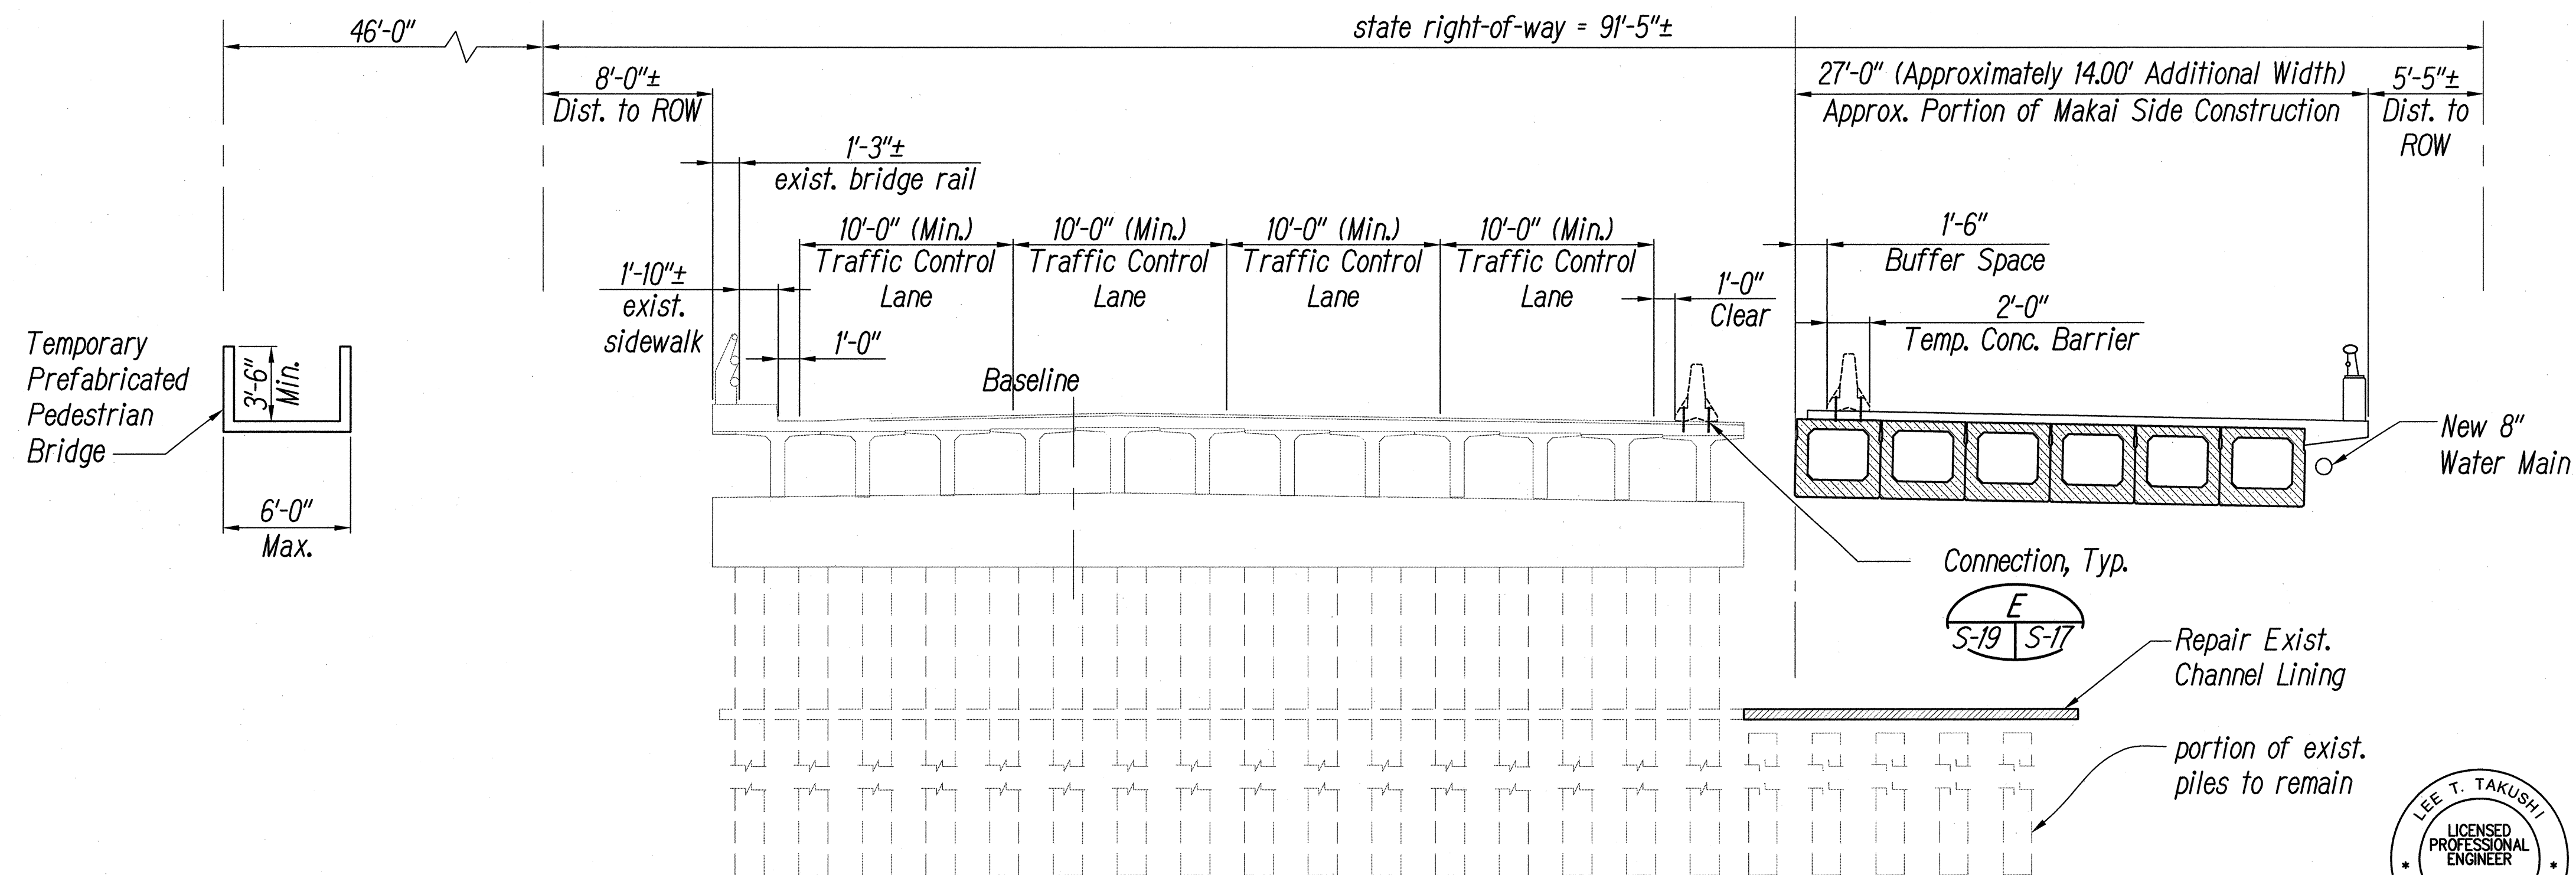 46'-0"
state right-of-way = 91'-5"±
8'-0"±
Dist. to ROW
27'-0" (Approximately 14.00' Additional Width)
Approx. Portion of Makai Side Construction
5'-5"±
Dist. to
ROW
1'-3"±
exist. bridge rail
10'-0" (Min.)
Traffic Control
Lane
10'-0" (Min.)
Traffic Control
Lane
10'-0" (Min.)
Traffic Control
Lane
10'-0" (Min.)
Traffic Control
Lane
1'-6"
Buffer Space
1'-10"±
exist.
sidewalk
1'-0"
1'-0"
Clear
2'-0"
Temp. Conc. Barrier
Temporary
Prefabricated
Pedestrian
Bridge
3'-6"
Min.
Baseline
6'-0"
Max.
New 8"
Water Main
Connection, Typ.
E
S-19 S-17
Repair Exist.
Channel Lining
portion of exist.
piles to remain
LEE T. TAKUSHI
LICENSED
PROFESSIONAL
ENGINEER
* *